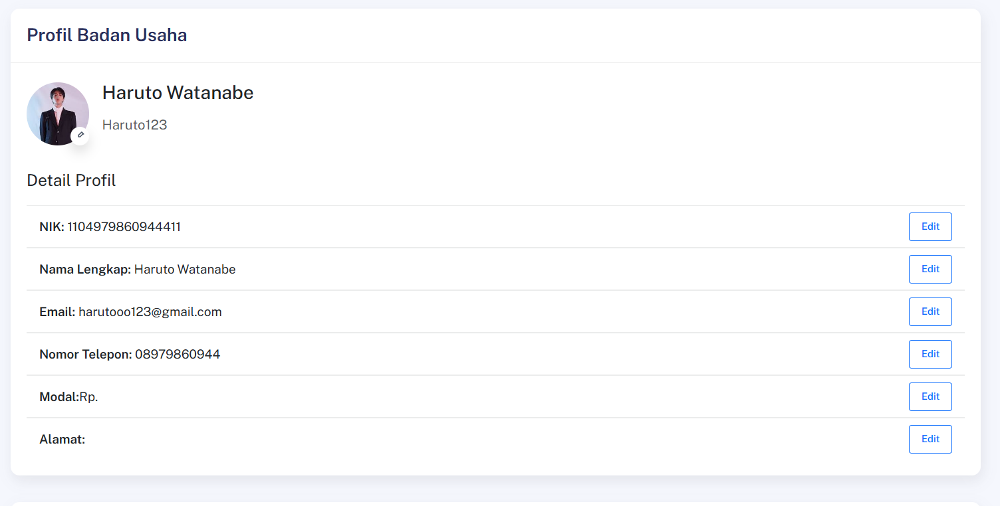 Profil Badan Usaha
Haruto Watanabe
Haruto123
Detail Profil
NIK: 1104979860944411 Edit
Nama Lengkap: Haruto Watanabe Edit
Email: harutooo123@gmail.com Edit
Nomor Telepon: 08979860944 Edit
Modal:Rp. Edit
Alamat: Edit